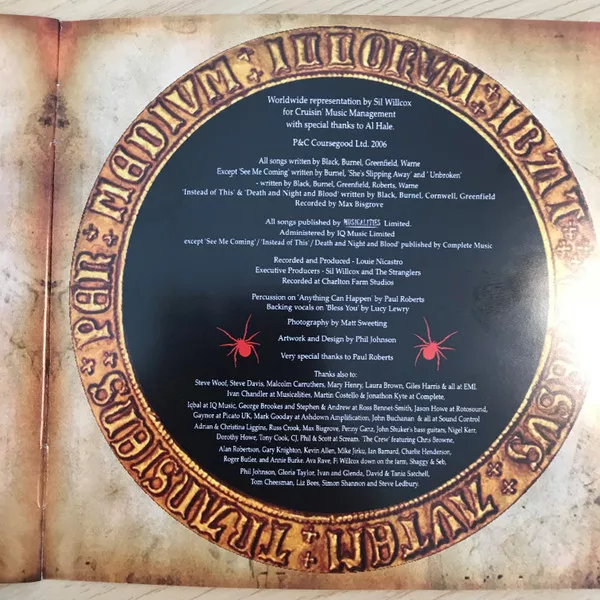 PER : MEDIVM : ILLORVM : IBAT
Worldwide representation by Sil Willcox
for Cruisin' Music Management
with special thanks to Al Hale.
P&C Coursegood Ltd. 2006
All songs written by Black, Burnel, Greenfield, Warne
Except 'See Me Coming' written by Burnel, 'She's Slipping Away' and ' Unbroken'
- written by Black, Burnel, Greenfield, Roberts, Warne
'Instead of This' & 'Death and Night and Blood' written by Black, Burnel, Cornwell, Greenfield
Recorded by Max Bisgrove
All songs published by MUSICALITIES Limited.
Administered by IQ Music Limited
except 'See Me Coming'/'Instead of This'/Death and Night and Blood' published by Complete Music
Recorded and Produced - Louie Nicastro
Executive Producers - Sil Willcox and The Stranglers
Recorded at Charlton Farm Studios
Percussion on 'Anything Can Happen' by Paul Roberts
Backing vocals on 'Bless You' by Lucy Lewry
Photography by Matt Sweeting
Artwork and Design by Phil Johnson
Very special thanks to Paul Roberts
Thanks also to:
Steve Woof, Steve Davis, Malcolm Carruthers, Mary Henry, Laura Brown, Giles Harris & all at EMI.
Ivan Chandler at Musicalities, Martin Costello & Jonathon Kyte at Complete,
Iqbal at IQ Music, George Brookes and Stephen & Andrew at Ross Bennet-Smith, Jason Howe at Rotosound,
Gaynor at Picato UK, Mark Gooday at Ashdown Amplification, John Buchanan & all at Sound Control
Adrian & Christina Liggins, Russ Crook, Max Bisgrove, Penny Ganz, John Shuker's bass guitars, Nigel Kerr,
Dorothy Howe, Tony Cook, CJ, Phil & Scott at Scream. 'The Crew' featuring Chris Browne,
Alan Robertson, Gary Knighton, Kevin Allen, Mike Jirku, Ian Barnard, Charlie Henderson,
Roger Butler, and Annie Burke. Ava Rave, Fi Willcox down on the farm, Shaggy & Seb,
Phil Johnson, Gloria Taylor, Ivan and Glenda, David & Tania Satchell,
Tom Cheesman, Liz Bees, Simon Shannon and Steve Ledbury.